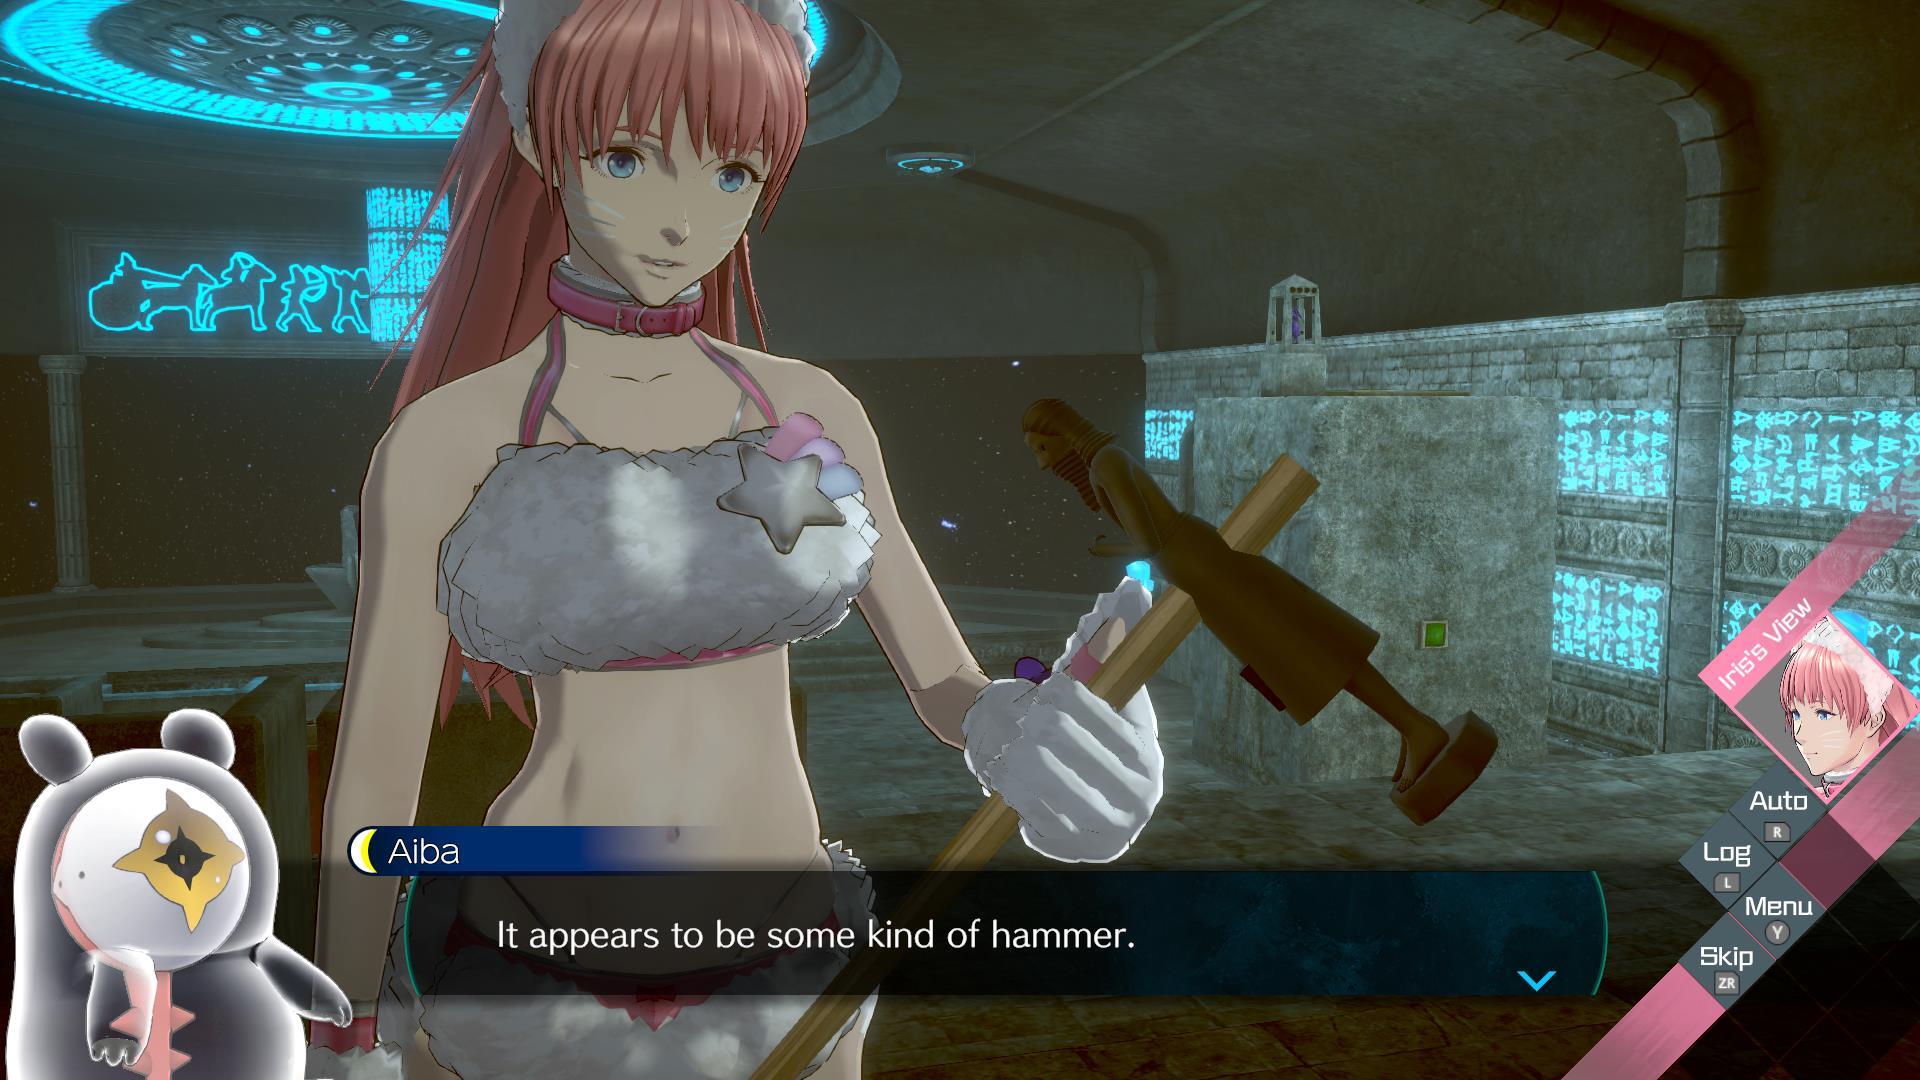 Iris's View
Auto
R
Log
L
Menu
Y
Skip
ZR
Aiba
It appears to be some kind of hammer.